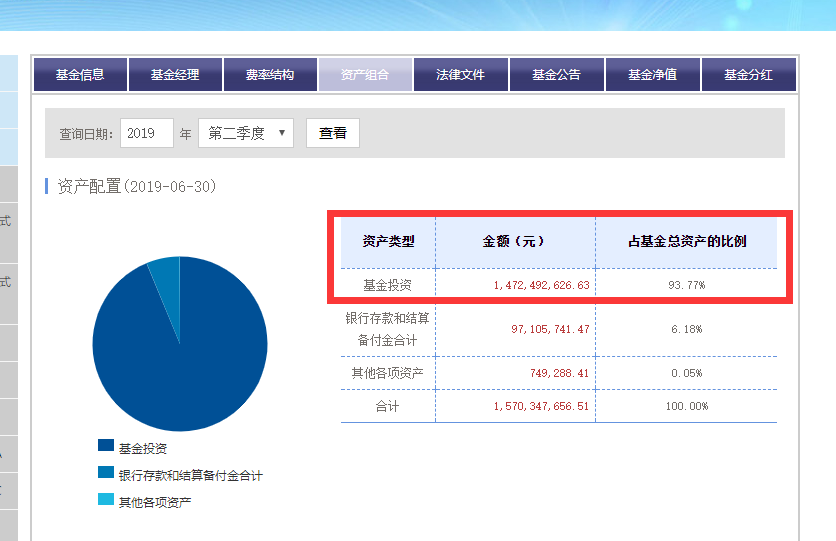 基金信息 基金经理 费率结构 资产组合 法律文件 基金公告 基金净值 基金分红
查询日期: 2019 年 第二季度 查看
资产配置(2019-06-30)
式
式
资产类型 金额（元） 占基金总资产的比例
基金投资 1,472,492,626.63 93.77%
银行存款和结算
备付金合计 97,105,741.47 6.18%
其他各项资产 749,288.41 0.05%
合计 1,570,347,656.51 100.00%
基金投资
银行存款和结算备付金合计
其他各项资产